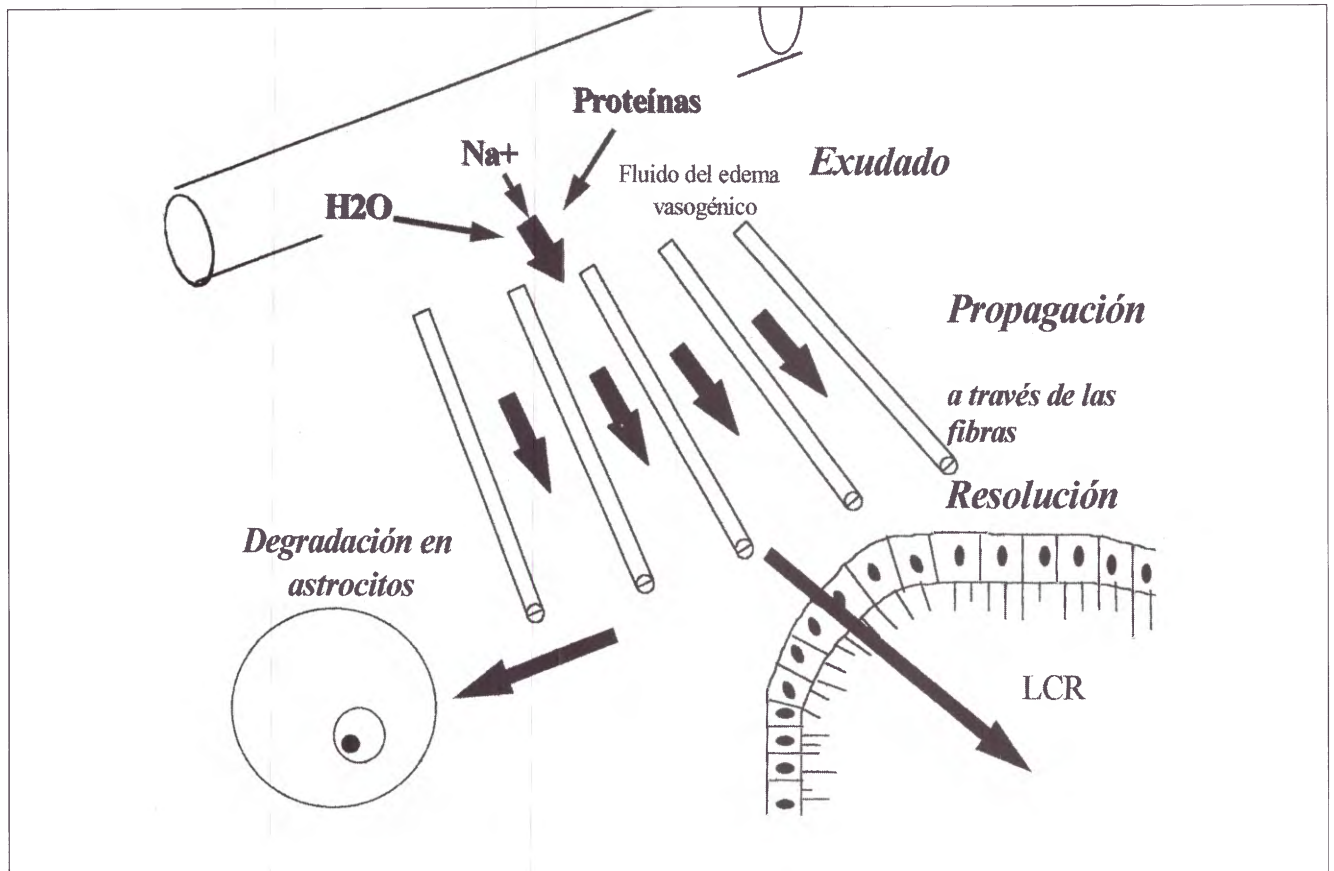 Proteínas
Na+
H2O
Fluido del edema
vasogénico
Exudado
Propagación
a través de las
fibras
Resolución
Degradación en
astrocitos
LCR